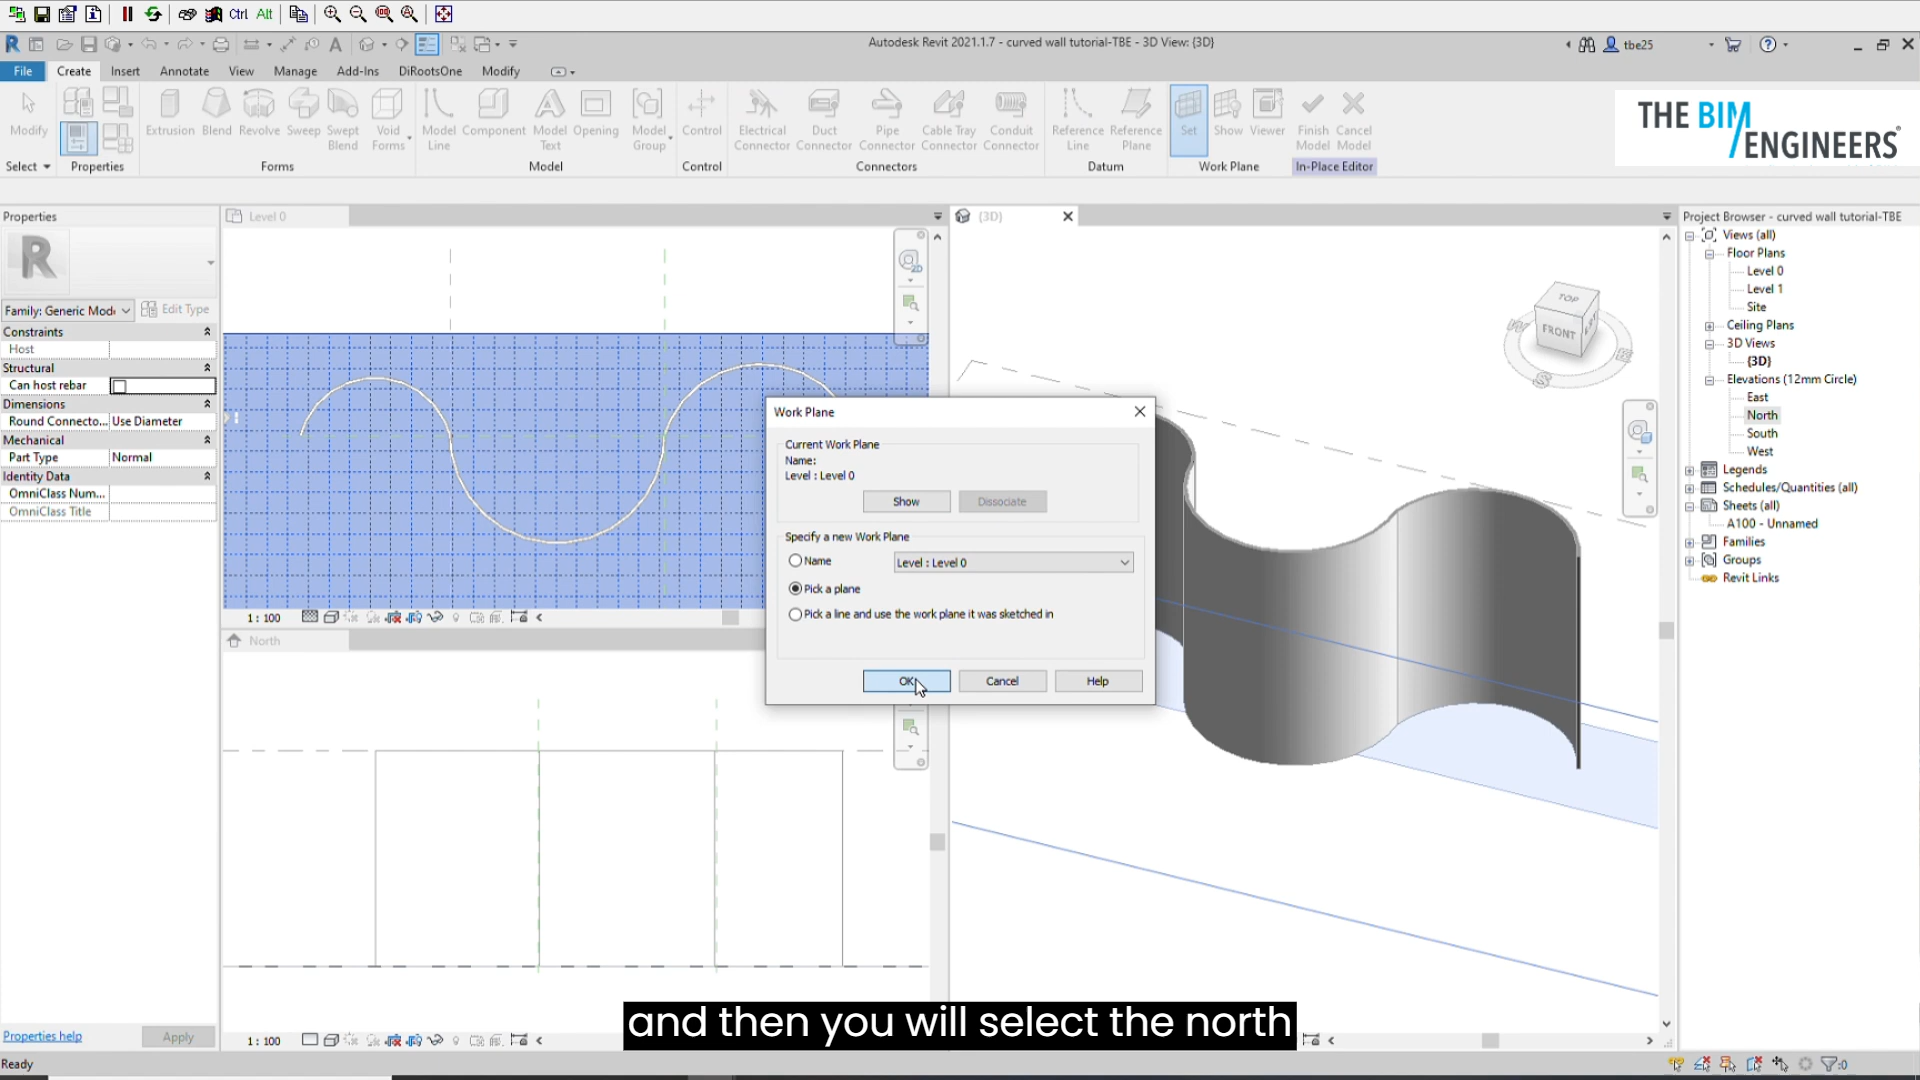 Ctrl Alt
Autodesk Revit 2021.1.7 - curved wall tutorial-TBE - 3D View: {3D}
tbe25
File Create Insert Annotate View Manage Add-Ins DiRootsOne Modify
Modify
Extrusion Blend Revolve Sweep Swept Blend Void Forms
Model Line Component Model Text Opening Model Group
Control
Electrical Connector Duct Connector Pipe Connector Cable Tray Connector Conduit Connector
Reference Line Reference Plane
Set Show Viewer
Finish Model Cancel Model
Select Properties Forms Model Control Connectors Datum Work Plane In-Place Editor
THE BIM
ENGINEERS®
Properties
Family: Generic Mod
Edit Type
Constraints
Host
Structural
Can host rebar
Dimensions
Round Connecto... Use Diameter
Mechanical
Part Type Normal
Identity Data
OmniClass Num...
OmniClass Title
Properties help
Apply
Ready
Level 0
1 : 100
North
1 : 100
{3D}
TOP
FRONT
W
S
E
Work Plane
Current Work Plane
Name:
Level : Level 0
Show
Dissociate
Specify a new Work Plane
Name
Level : Level 0
Pick a plane
Pick a line and use the work plane it was sketched in
OK
Cancel
Help
Project Browser - curved wall tutorial-TBE
Views (all)
Floor Plans
Level 0
Level 1
Site
Ceiling Plans
3D Views
{3D}
Elevations (12mm Circle)
East
North
South
West
Legends
Schedules/Quantities (all)
Sheets (all)
A100 - Unnamed
Families
Groups
Revit Links
and then you will select the north
:0